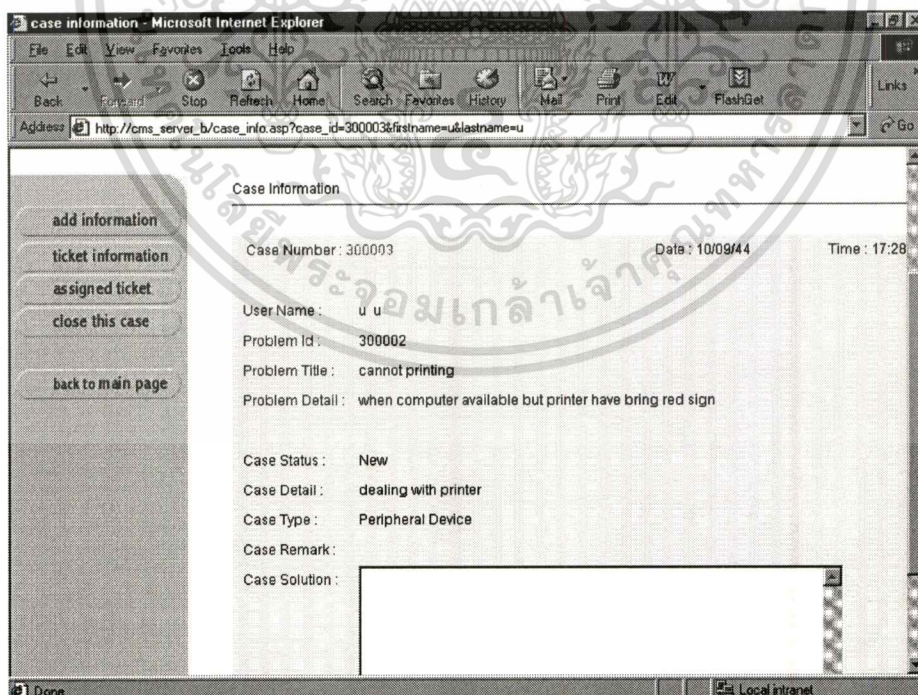 case information - Microsoft Internet Explorer
File Edit View Favorites Tools Help
Back Forward Stop Refresh Home Search Favorites History Mail Print Edit FlashGet Links
Address http://cms_server_b/case_info.asp?case_id=300003&firstname=u&lastname=u Go
Case Information
add information
ticket information
assigned ticket
close this case
back to main page
Case Number : 300003 Date : 10/09/44 Time : 17:28
User Name : u u
Problem Id : 300002
Problem Title : cannot printing
Problem Detail : when computer available but printer have bring red sign
Case Status : New
Case Detail : dealing with printer
Case Type : Peripheral Device
Case Remark :
Case Solution :
Done Local intranet
พระจอมเกล้าเจ้าคุณทหาร